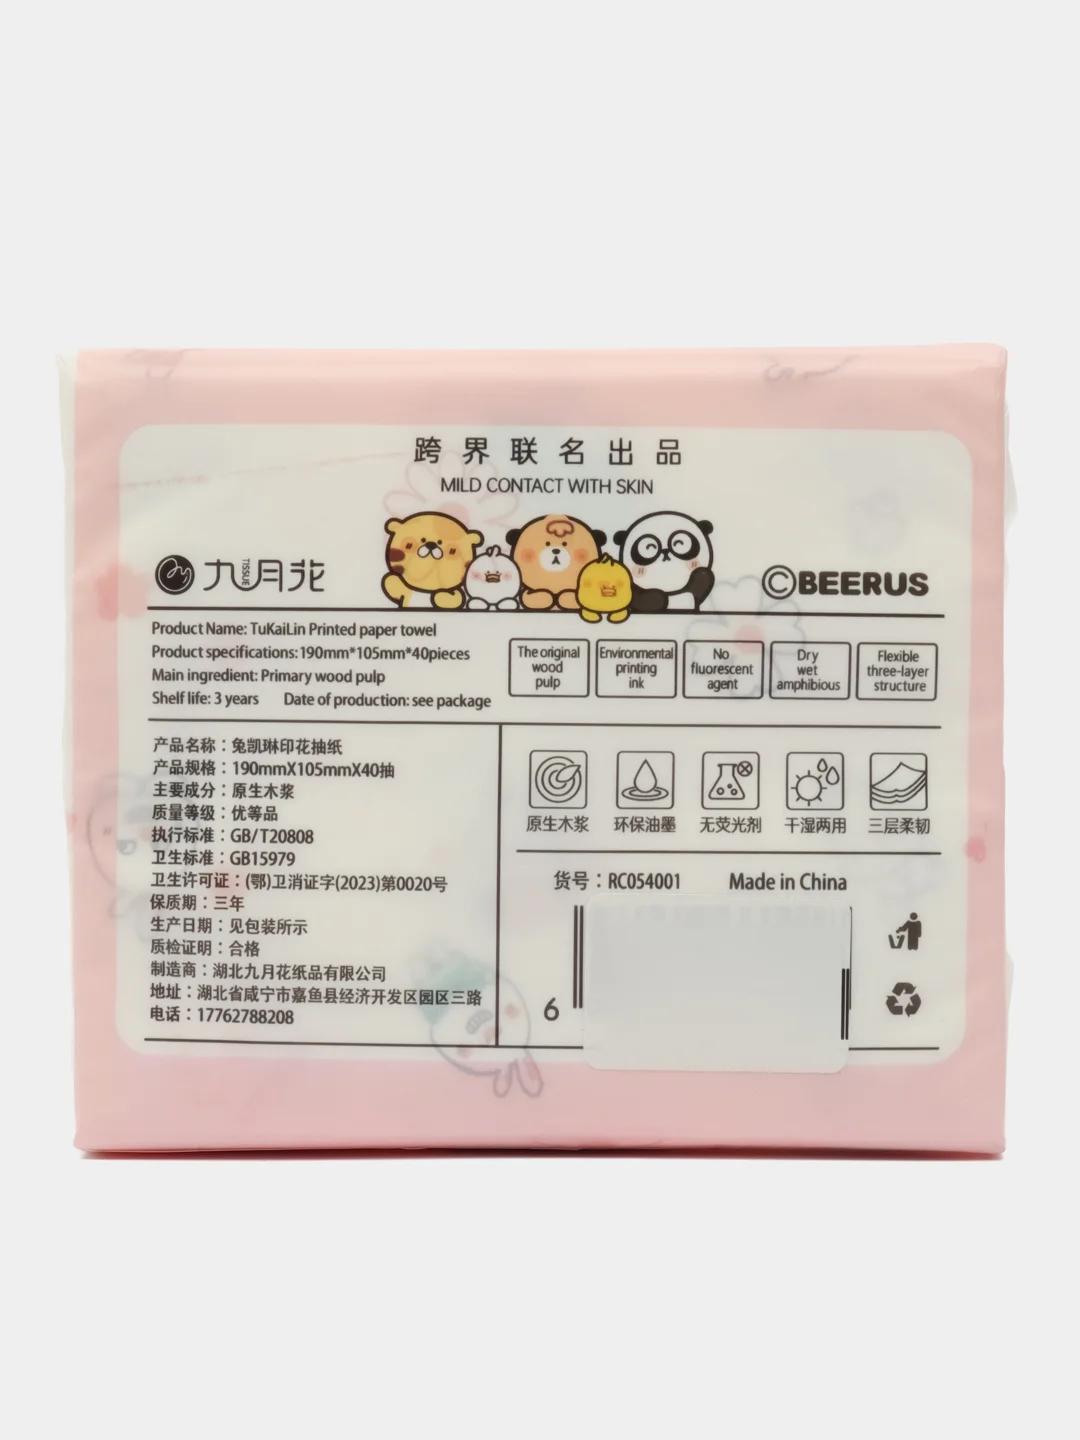 跨界联名出品
MILD CONTACT WITH SKIN
九月花
TISSUE
©BEERUS
Product Name: TuKaiLin Printed paper towel
Product specifications: 190mm*105mm*40pieces
Main ingredient: Primary wood pulp
Shelf life: 3 years Date of production: see package
The original
wood
pulp
Environmental
printing
ink
No
fluorescent
agent
Dry
wet
amphibious
Flexible
three-layer
structure
产品名称：兔凯琳印花抽纸
产品规格：190mmX105mmX40抽
主要成分：原生木浆
质量等级：优等品
执行标准：GB/T20808
卫生标准：GB15979
卫生许可证：(鄂)卫消证字(2023)第0020号
保质期：三年
生产日期：见包装所示
质检证明：合格
制造商：湖北九月花纸品有限公司
地址：湖北省咸宁市嘉鱼县经济开发区园区三路
电话：17762788208
原生木浆 环保油墨 无荧光剂 干湿两用 三层柔韧
货号：RC054001 Made in China
6